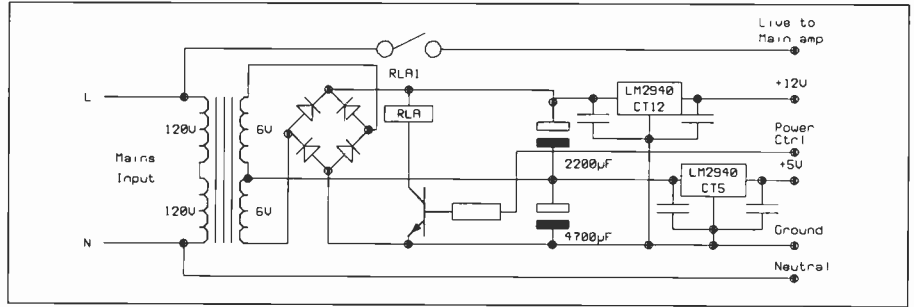 Live to
Main amp
RLA1
+12V
LM2940
CT12
L
RLA
120V
6V
Power
Ctrl
Mains
Input
2200µF
+5V
LM2940
CT5
120V
6V
4700µF
Ground
N
Neutral